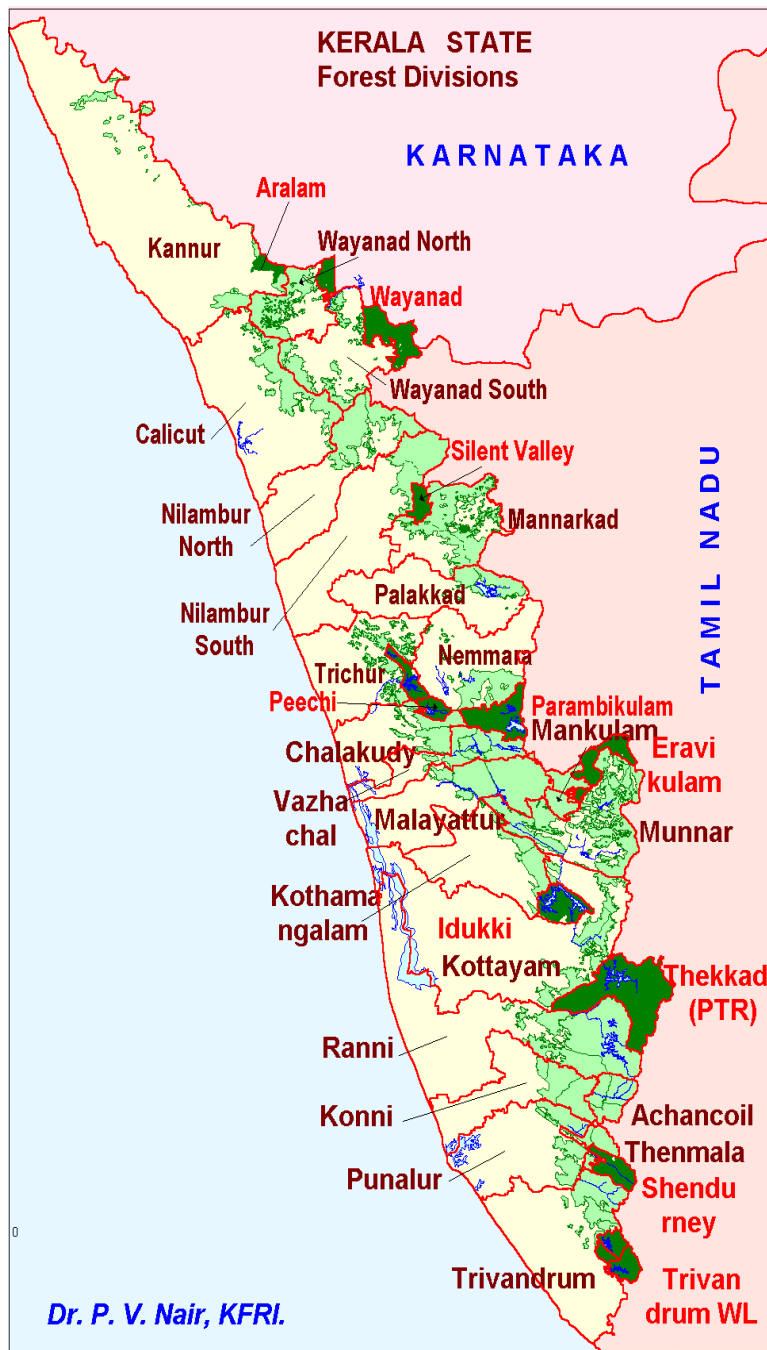 KERALA STATE
Forest Divisions
KARNATAKA
Aralam
Wayanad North
Kannur
Wayanad
Wayanad South
Calicut
Silent Valley
TAMIL NADU
Nilambur
North
Mannarkad
Palakkad
Nilambur
South
Nemmara
Trichur
Peechi
Parambikulam
Mankulam
Chalakudy
Eravi
kulam
Vazha
chal
Malayattur
Munnar
Kothama
ngalam
Idukki
Kottayam
Thekkad
(PTR)
Ranni
Konni
Achancoil
Thenmala
Punalur
Shendu
rney
0
Trivandrum
Trivan
drum WL
Dr. P. V. Nair, KFRI.